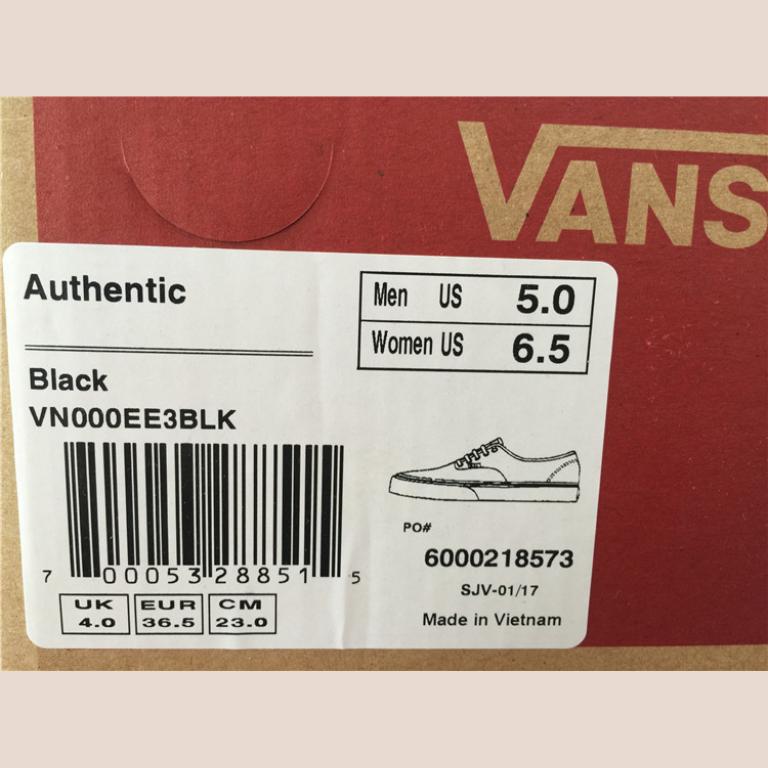 VANS
Authentic
Men US 5.0
Women US 6.5
Black
VN000EE3BLK
PO#
7 00053 28851 5
6000218573
SJV-01/17
UK EUR CM
4.0 36.5 23.0
Made in Vietnam